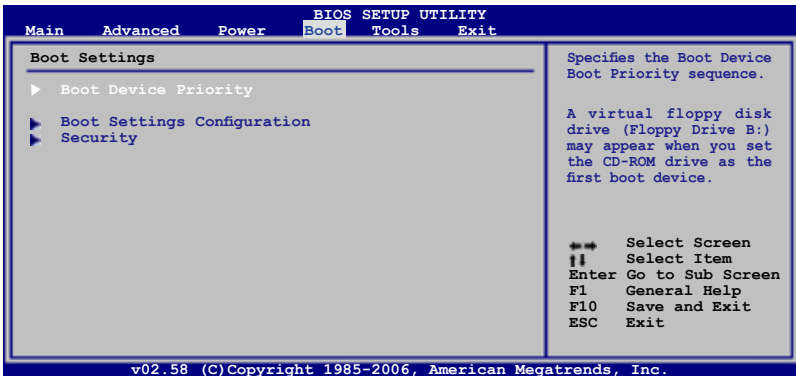 BIOS SETUP UTILITY
Main Advanced Power Boot Tools Exit
Boot Settings
Boot Device Priority
Boot Settings Configuration
Security
Specifies the Boot Device
Boot Priority sequence.
A virtual floppy disk
drive (Floppy Drive B:)
may appear when you set
the CD-ROM drive as the
first boot device.
Select Screen
Select Item
Enter Go to Sub Screen
F1 General Help
F10 Save and Exit
ESC Exit
v02.58 (C)Copyright 1985-2006, American Megatrends, Inc.